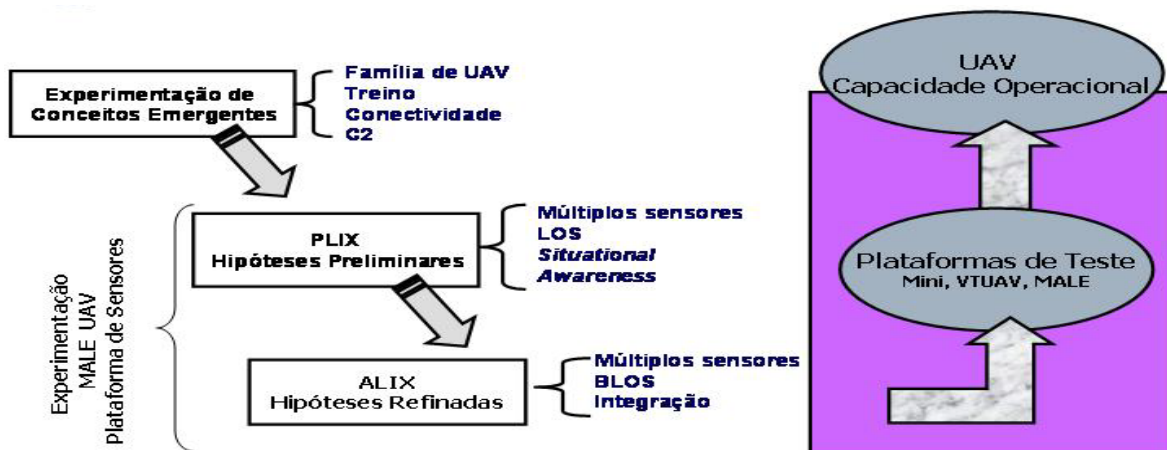 Experimentação de
Conceitos Emergentes
Família de UAV
Treino
Conectividade
C2
Experimentação
MALE UAV
Plataforma de Sensores
PLIX
Hipóteses Preliminares
Múltiplos sensores
LOS
Situational
Awareness
ALIX
Hipóteses Refinadas
Múltiplos sensores
BLOS
Integração
UAV
Capacidade Operacional
Plataformas de Teste
Mini, VTUAV, MALE